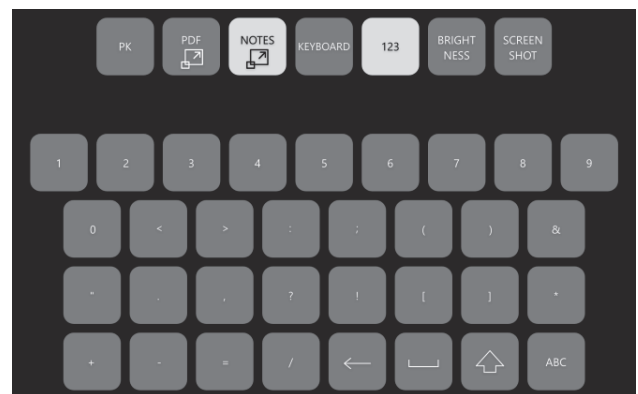 PK PDF NOTES KEYBOARD 123 BRIGHT NESS SCREEN SHOT
1 2 3 4 5 6 7 8 9
0 < > : ; ( ) &
. , ? ! [ ] *
+ - = / ABC